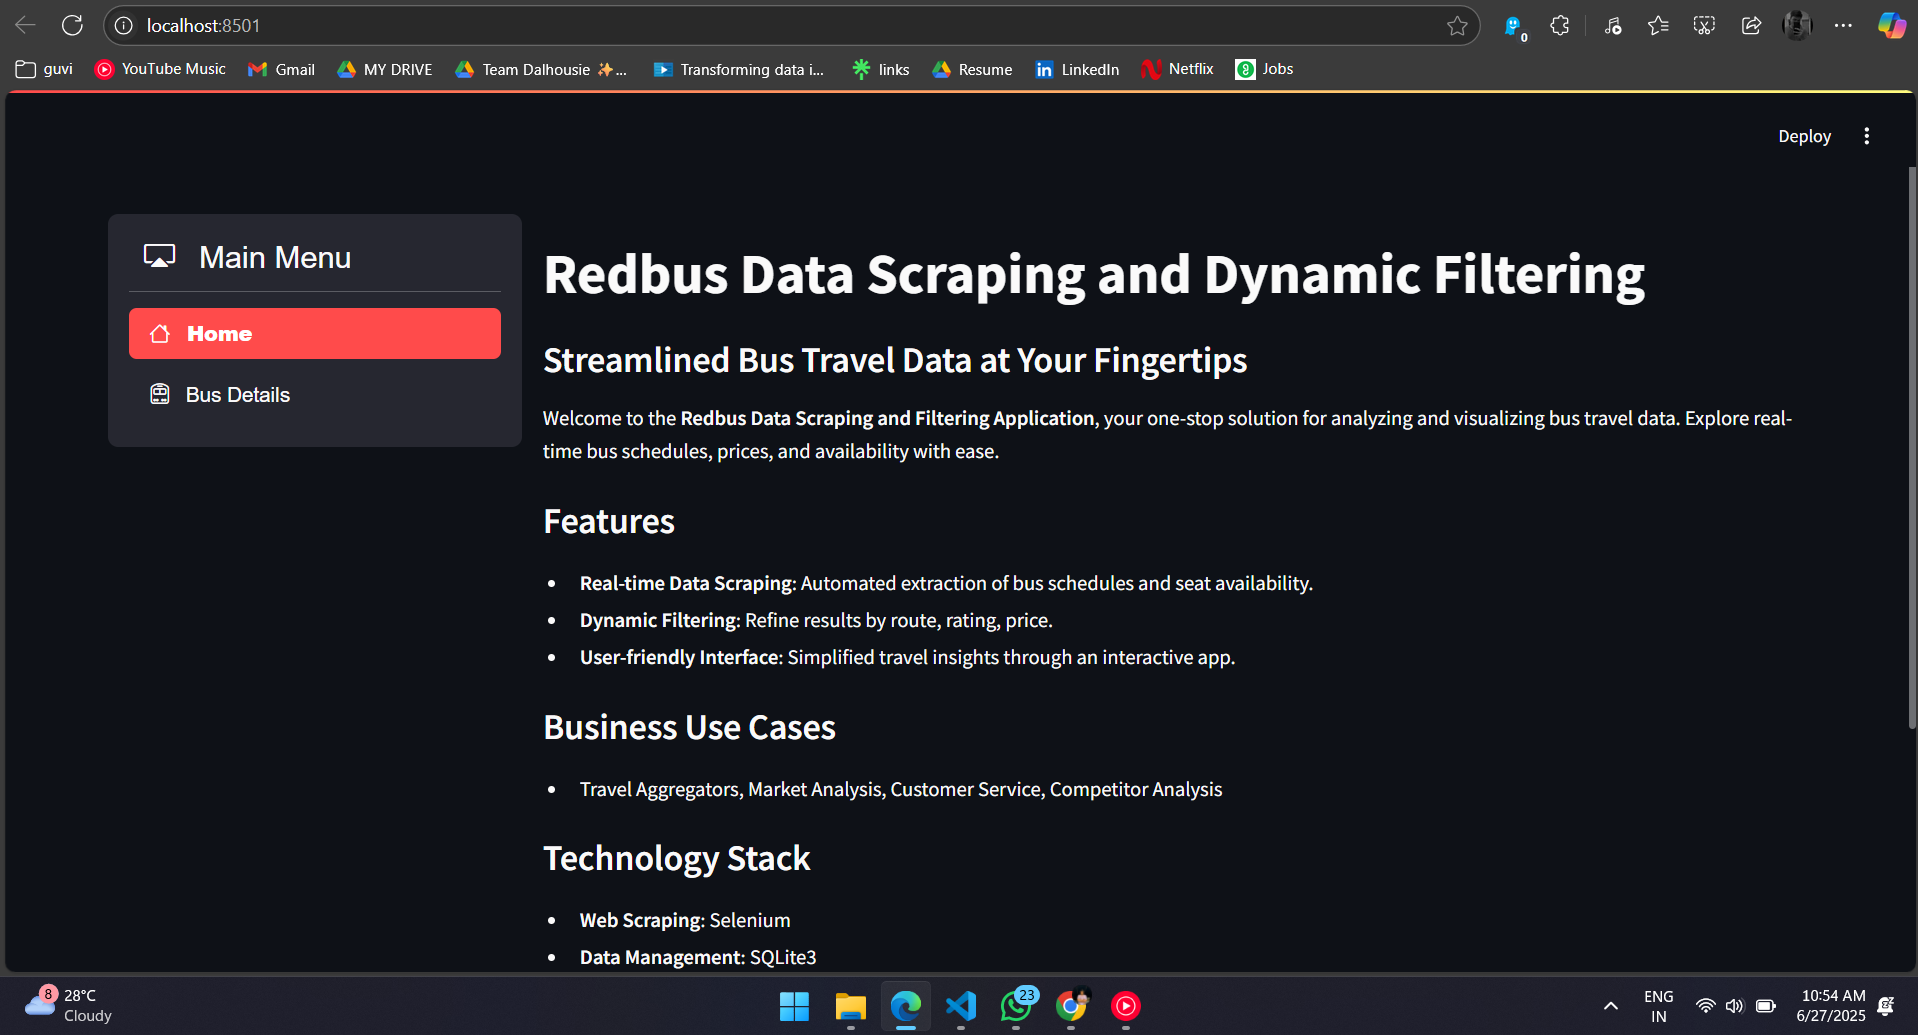 localhost:8501
0
guvi
YouTube Music
Gmail
MY DRIVE
Team Dalhousie ✨...
Transforming data i...
links
Resume
LinkedIn
Netflix
Jobs
Deploy
Main Menu
Home
Bus Details
Redbus Data Scraping and Dynamic Filtering
Streamlined Bus Travel Data at Your Fingertips
Welcome to the Redbus Data Scraping and Filtering Application, your one-stop solution for analyzing and visualizing bus travel data. Explore real-
time bus schedules, prices, and availability with ease.
Features
• Real-time Data Scraping: Automated extraction of bus schedules and seat availability.
• Dynamic Filtering: Refine results by route, rating, price.
• User-friendly Interface: Simplified travel insights through an interactive app.
Business Use Cases
• Travel Aggregators, Market Analysis, Customer Service, Competitor Analysis
Technology Stack
• Web Scraping: Selenium
• Data Management: SQLite3
8
28°C
Cloudy
23
ENG
IN
10:54 AM
6/27/2025